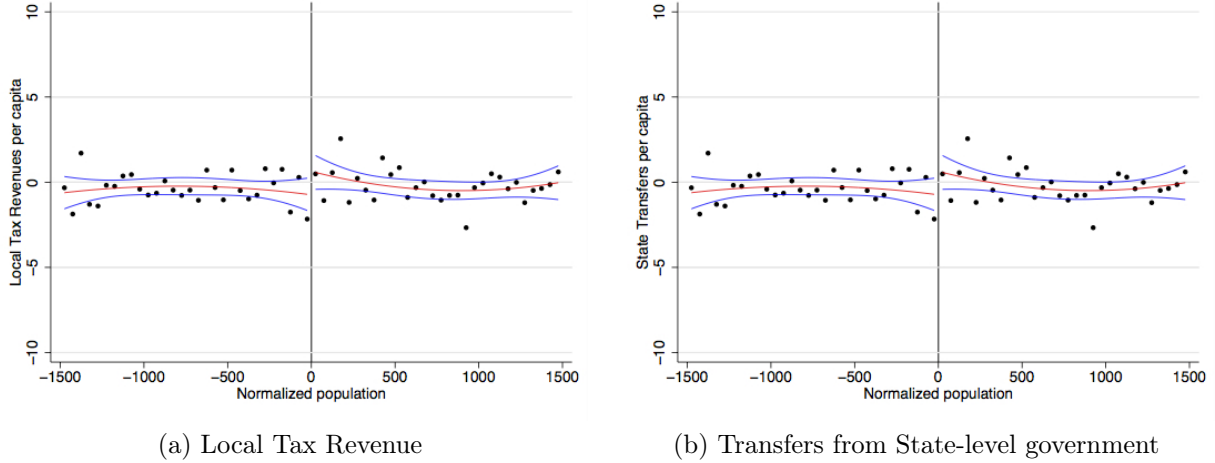 10
5
0
−5
−10
Local Tax Revenues per capita
−1500 −1000 −500 0 500 1000 1500
Normalized population
(a) Local Tax Revenue
10
5
0
−5
−10
State Transfers per capita
−1500 −1000 −500 0 500 1000 1500
Normalized population
(b) Transfers from State-level government